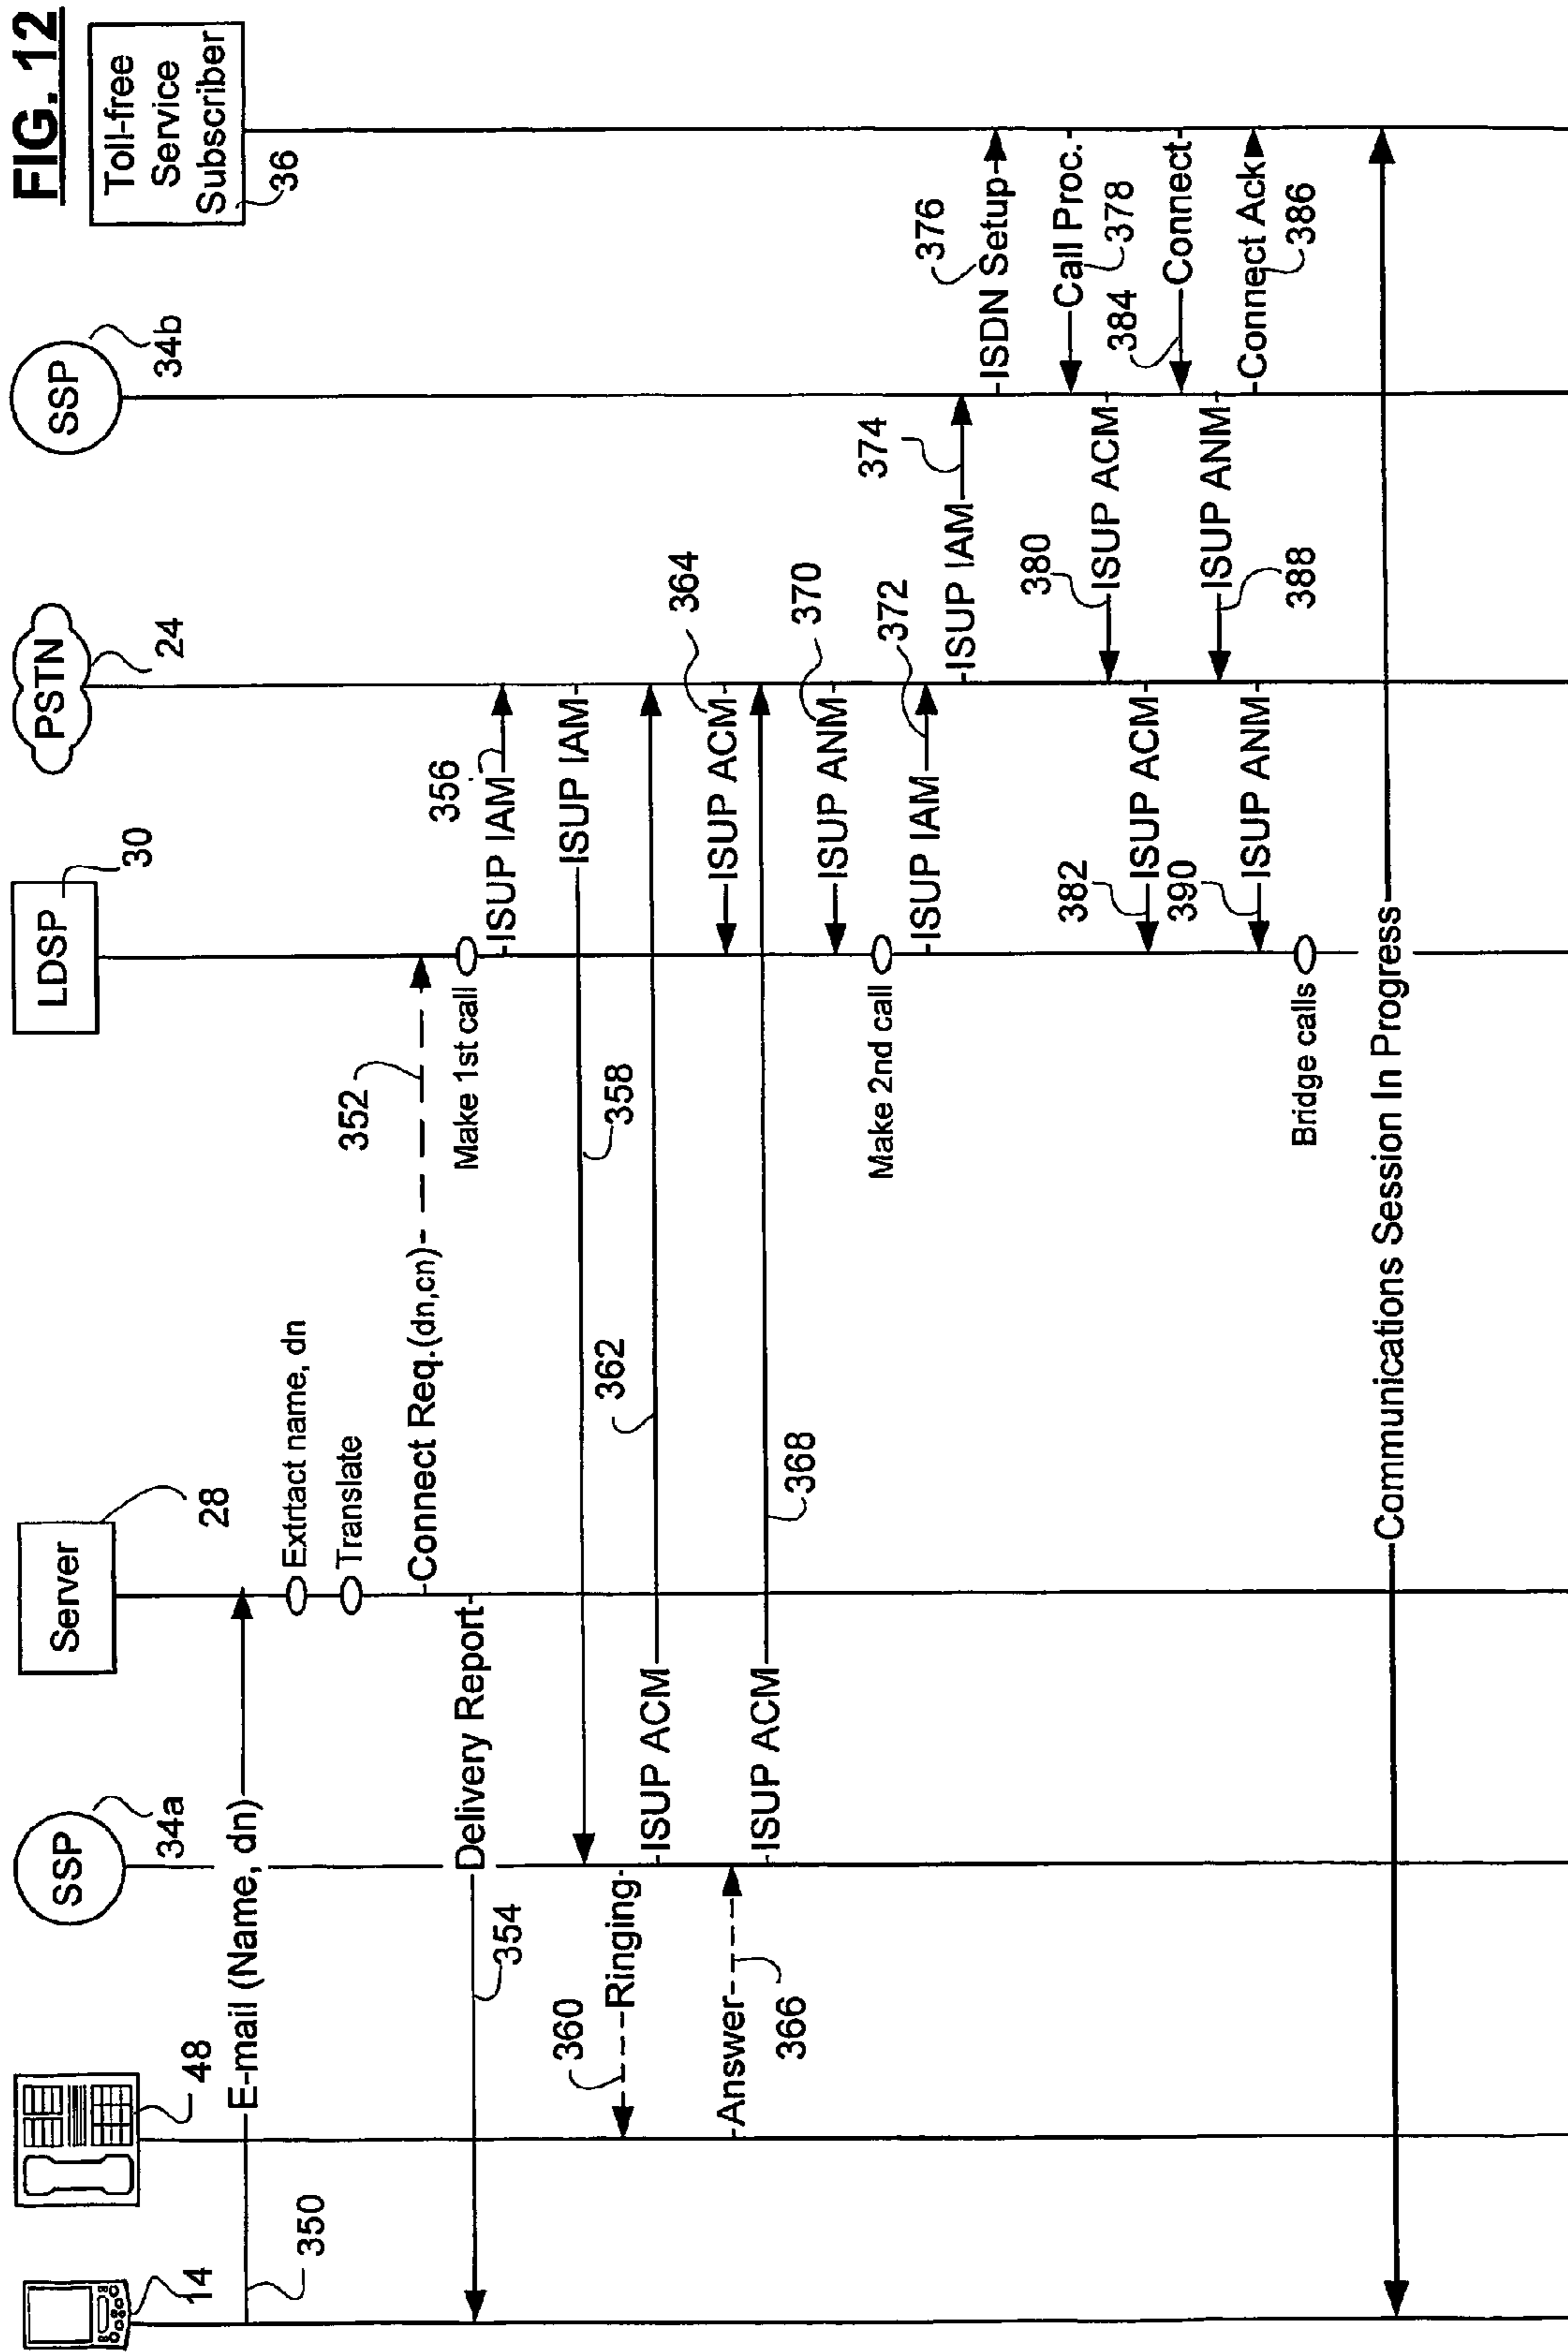 FIG. 12
14
48
SSP
34a
Server
28
LDSP
30
PSTN
24
SSP
34b
Toll-free
Service
Subscriber
36
E-mail (Name, dn)
350
Extrtact name, dn
Translate
Connect Req.(dn,cn)
352
Delivery Report
354
Make 1st call
ISUP IAM
356
ISUP IAM
358
Ringing
360
ISUP ACM
362
ISUP ACM
364
Answer
366
ISUP ACM
368
ISUP ANM
370
Make 2nd call
ISUP IAM
372
ISUP IAM
374
ISDN Setup
376
Call Proc.
378
ISUP ACM
380
ISUP ACM
382
Connect
384
ISUP ANM
388
Connect Ack
386
ISUP ANM
390
Bridge calls
Communications Session In Progress